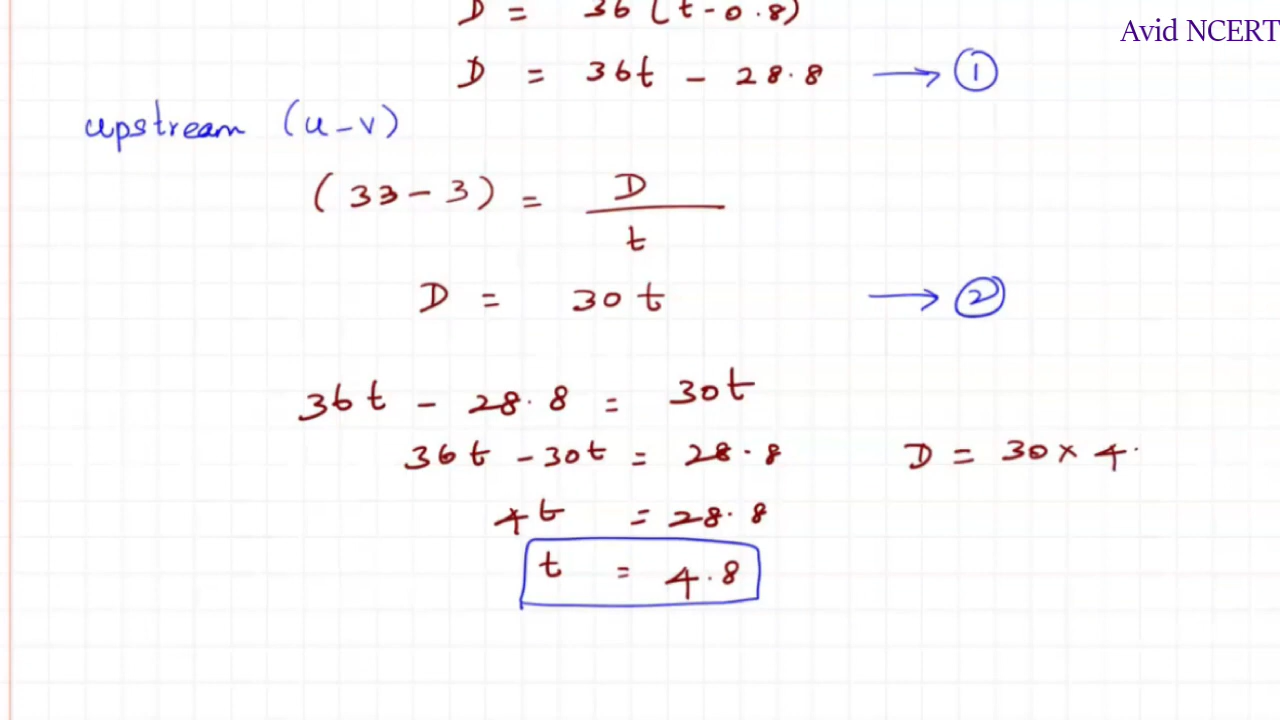 Avid NCERT
D = 36 (t - 0.8)
D = 36t - 28.8 → ①
upstream (u - v)
(33 - 3) = D / t
D = 30t → ②
36t - 28.8 = 30t
36t - 30t = 28.8
D = 30 × 4.
4t = 28.8
t = 4.8